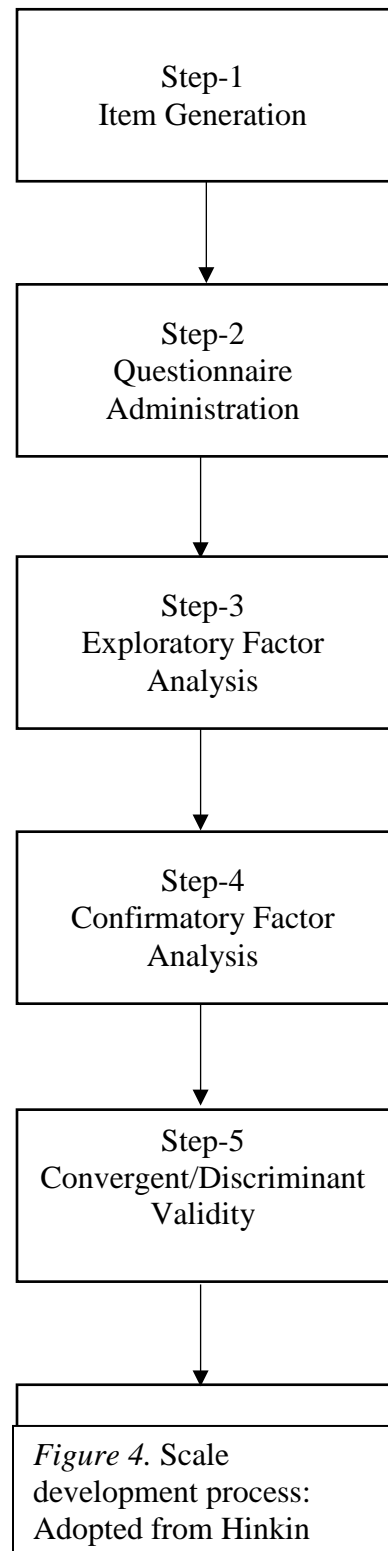 Step-1
Item Generation
Step-2
Questionnaire
Administration
Step-3
Exploratory Factor
Analysis
Step-4
Confirmatory Factor
Analysis
Step-5
Convergent/Discriminant
Validity
Figure 4. Scale
development process:
Adopted from Hinkin